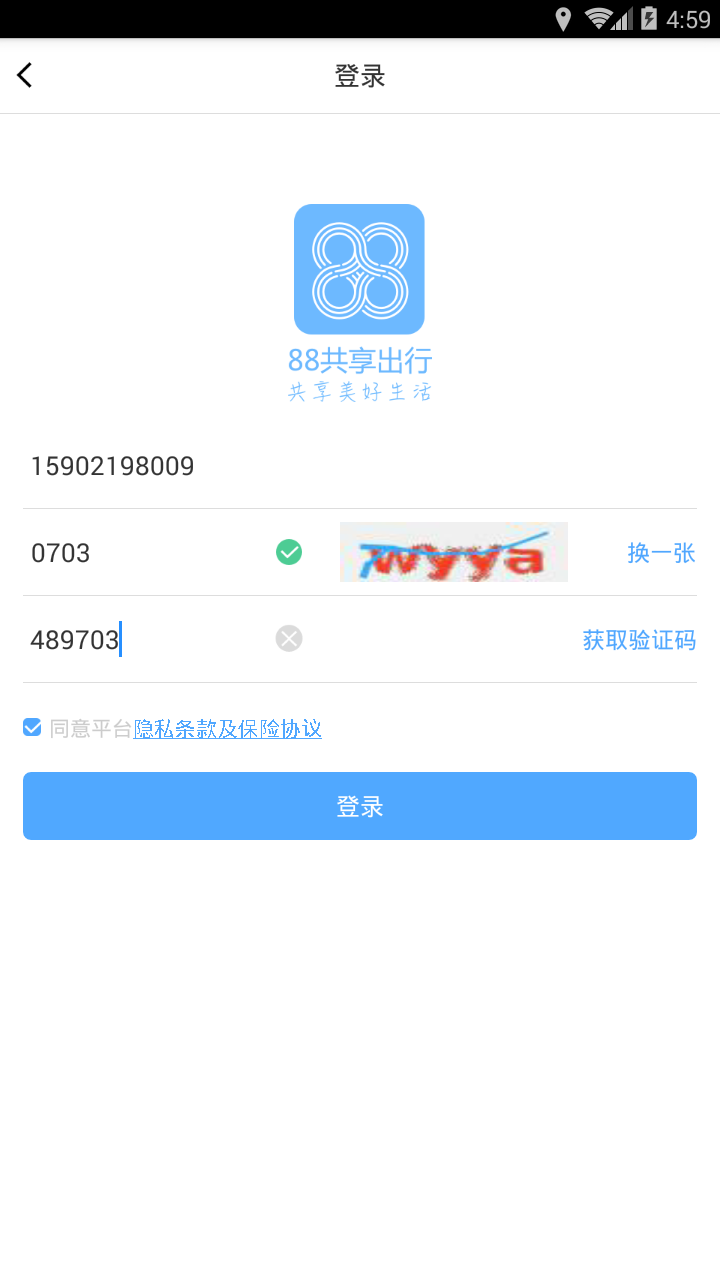 4:59
登录
88共享出行
共享美好生活
15902198009
0703
7wyya
换一张
489703
获取验证码
同意平台隐私条款及保险协议
登录